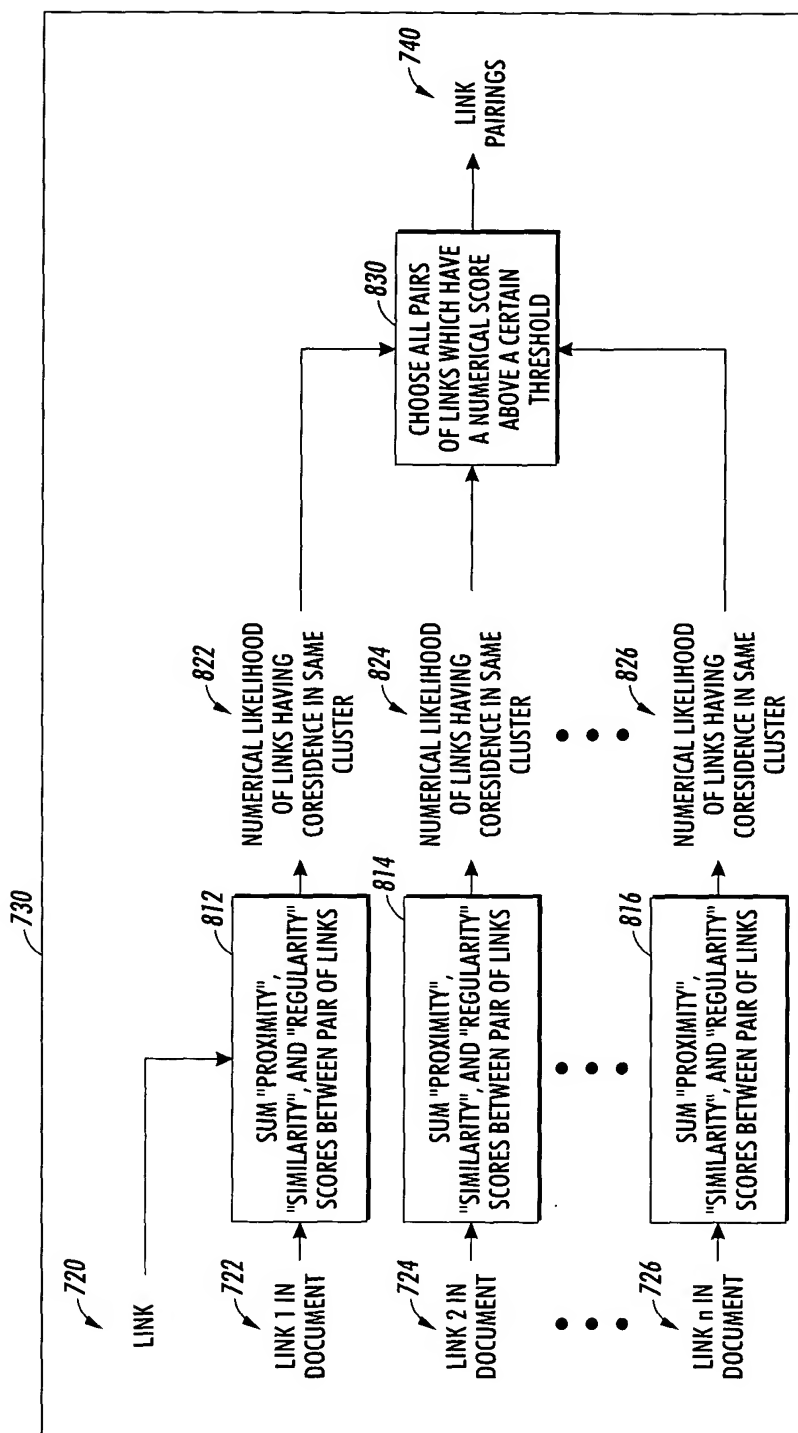 730
720
LINK
722
LINK 1 IN
DOCUMENT
812
SUM "PROXIMITY",
"SIMILARITY", AND "REGULARITY"
SCORES BETWEEN PAIR OF LINKS
822
NUMERICAL LIKELIHOOD
OF LINKS HAVING
CORESIDENCE IN SAME
CLUSTER
724
LINK 2 IN
DOCUMENT
814
SUM "PROXIMITY",
"SIMILARITY", AND "REGULARITY"
SCORES BETWEEN PAIR OF LINKS
824
NUMERICAL LIKELIHOOD
OF LINKS HAVING
CORESIDENCE IN SAME
CLUSTER
726
LINK n IN
DOCUMENT
816
SUM "PROXIMITY",
"SIMILARITY", AND "REGULARITY"
SCORES BETWEEN PAIR OF LINKS
826
NUMERICAL LIKELIHOOD
OF LINKS HAVING
CORESIDENCE IN SAME
CLUSTER
830
CHOOSE ALL PAIRS
OF LINKS WHICH HAVE
A NUMERICAL SCORE
ABOVE A CERTAIN
THRESHOLD
740
LINK
PAIRINGS